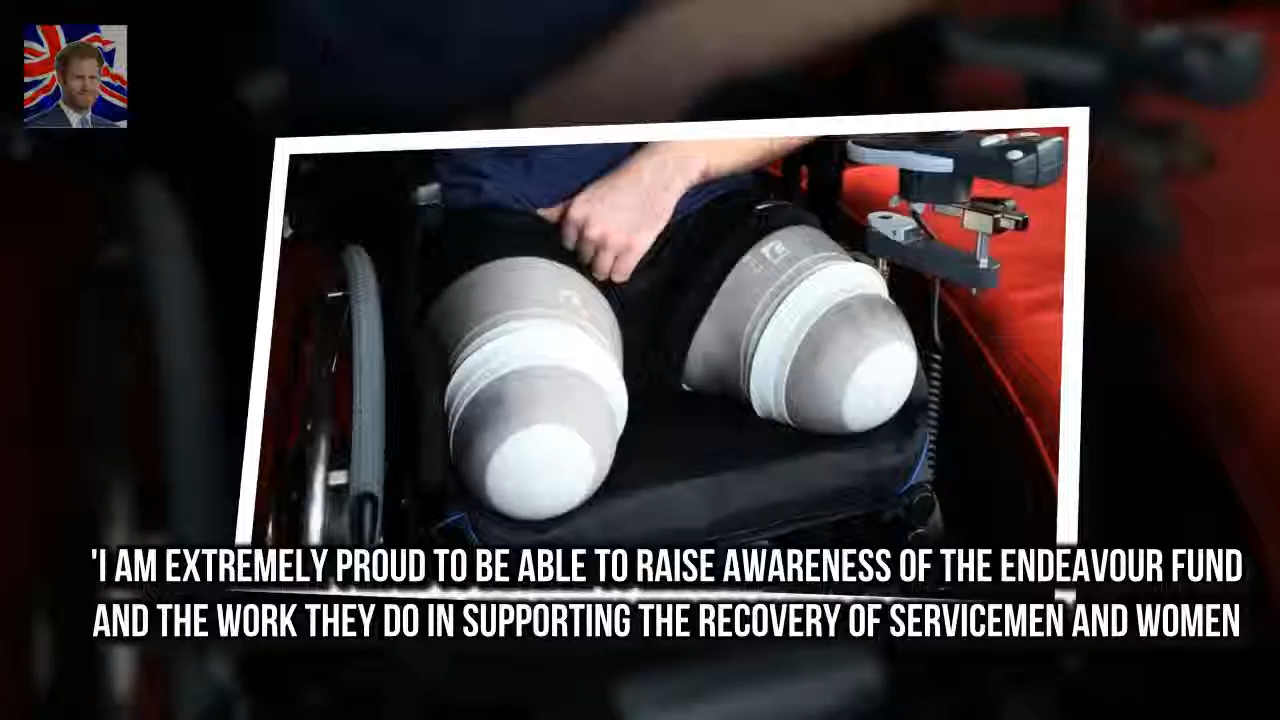 'I AM EXTREMELY PROUD TO BE ABLE TO RAISE AWARENESS OF THE ENDEAVOUR FUND
AND THE WORK THEY DO IN SUPPORTING THE RECOVERY OF SERVICEMEN AND WOMEN